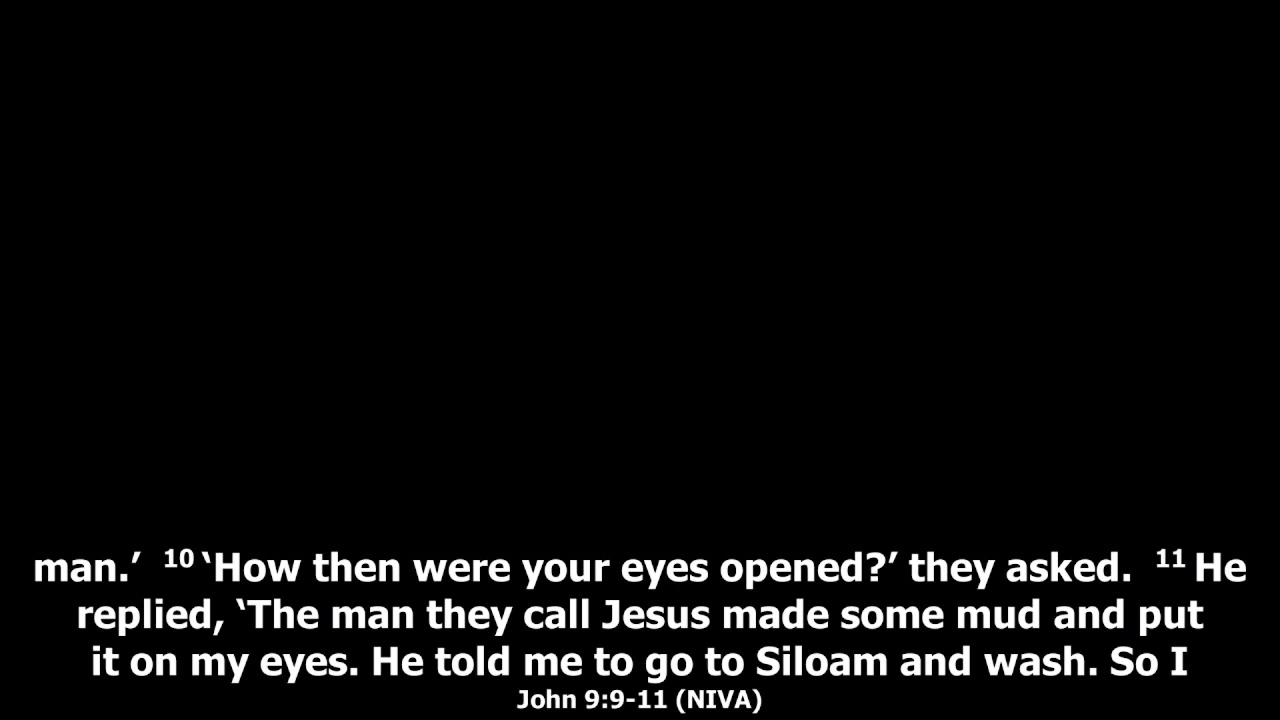 man.’ 10 ‘How then were your eyes opened?’ they asked. 11 He
replied, ‘The man they call Jesus made some mud and put
it on my eyes. He told me to go to Siloam and wash. So I
John 9:9-11 (NIVA)